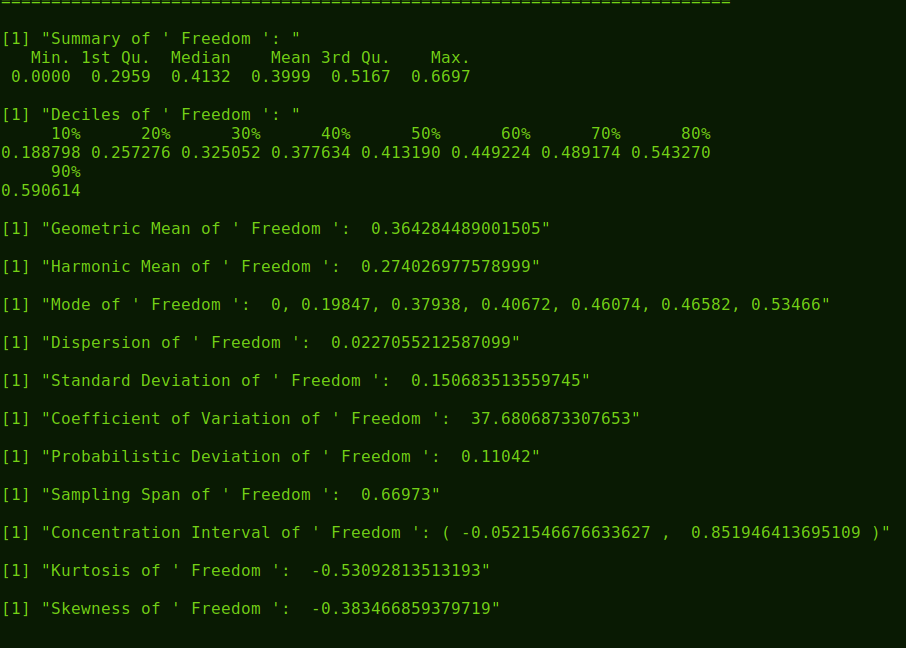 =========================================================================
[1] "Summary of ' Freedom ': "
   Min. 1st Qu.  Median    Mean 3rd Qu.    Max.
 0.0000  0.2959  0.4132  0.3999  0.5167  0.6697
[1] "Deciles of ' Freedom ': "
     10%      20%      30%      40%      50%      60%      70%      80%
0.188798 0.257276 0.325052 0.377634 0.413190 0.449224 0.489174 0.543270
     90%
0.590614
[1] "Geometric Mean of ' Freedom ':  0.364284489001505"
[1] "Harmonic Mean of ' Freedom ':  0.274026977578999"
[1] "Mode of ' Freedom ':  0, 0.19847, 0.37938, 0.40672, 0.46074, 0.46582, 0.53466"
[1] "Dispersion of ' Freedom ':  0.0227055212587099"
[1] "Standard Deviation of ' Freedom ':  0.150683513559745"
[1] "Coefficient of Variation of ' Freedom ':  37.6806873307653"
[1] "Probabilistic Deviation of ' Freedom ':  0.11042"
[1] "Sampling Span of ' Freedom ':  0.66973"
[1] "Concentration Interval of ' Freedom ': ( -0.0521546676633627 ,  0.851946413695109 )"
[1] "Kurtosis of ' Freedom ':  -0.53092813513193"
[1] "Skewness of ' Freedom ':  -0.383466859379719"